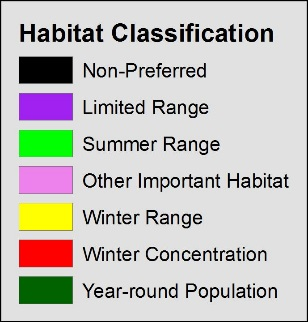 Habitat Classification
Non-Preferred
Limited Range
Summer Range
Other Important Habitat
Winter Range
Winter Concentration
Year-round Population